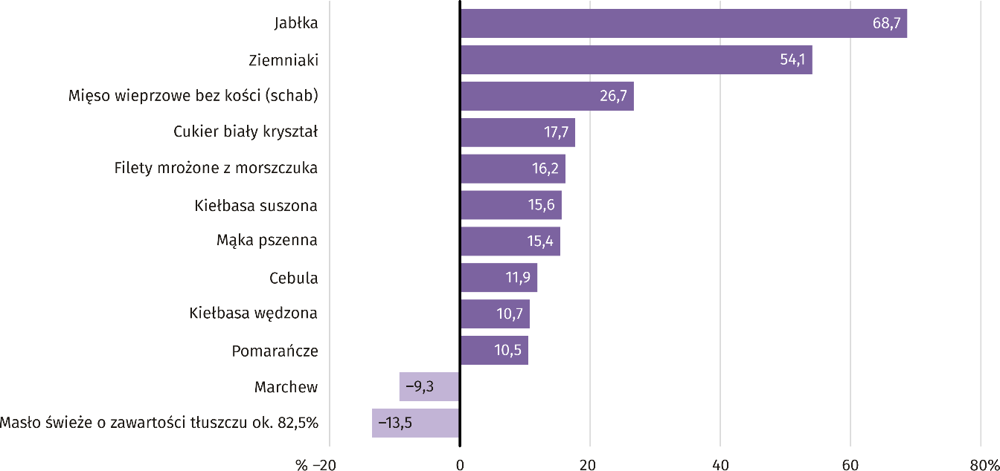 Jabłka 68,7
Ziemniaki 54,1
Mięso wieprzowe bez kości (schab) 26,7
Cukier biały kryształ 17,7
Filety mrożone z morszczuka 16,2
Kiełbasa suszona 15,6
Mąka pszenna 15,4
Cebula 11,9
Kiełbasa wędzona 10,7
Pomarańcze 10,5
Marchew –9,3
Masło świeże o zawartości tłuszczu ok. 82,5% –13,5
% –20 0 20 40 60 80%